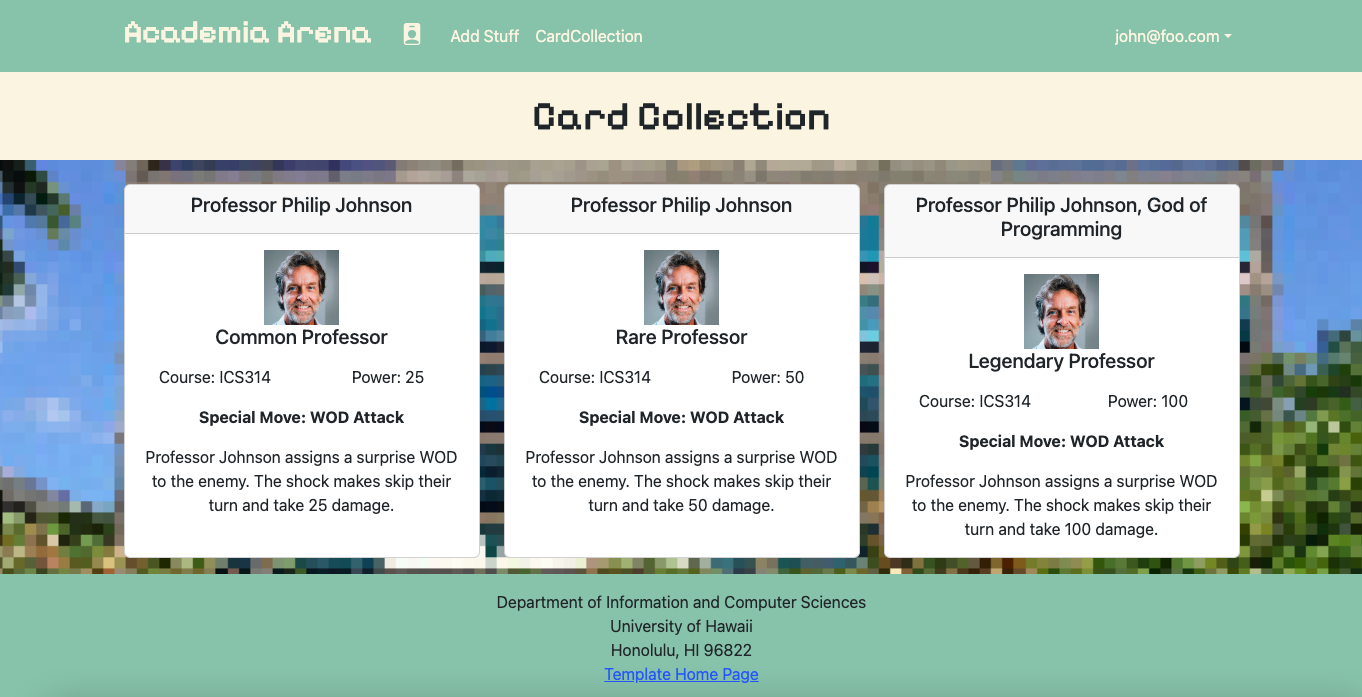 Academia Arena
Add Stuff
CardCollection
john@foo.com
Card Collection
Professor Philip Johnson
Common Professor
Course: ICS314
Power: 25
Special Move: WOD Attack
Professor Johnson assigns a surprise WOD
to the enemy. The shock makes skip their
turn and take 25 damage.
Professor Philip Johnson
Rare Professor
Course: ICS314
Power: 50
Special Move: WOD Attack
Professor Johnson assigns a surprise WOD
to the enemy. The shock makes skip their
turn and take 50 damage.
Professor Philip Johnson, God of
Programming
Legendary Professor
Course: ICS314
Power: 100
Special Move: WOD Attack
Professor Johnson assigns a surprise WOD
to the enemy. The shock makes skip their
turn and take 100 damage.
Department of Information and Computer Sciences
University of Hawaii
Honolulu, HI 96822
Template Home Page